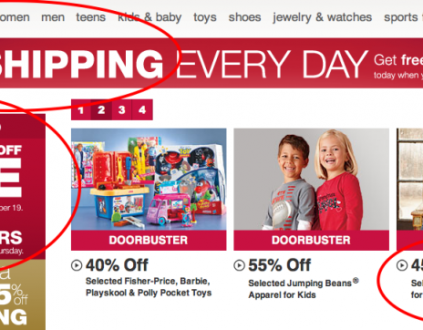 omen men teens kids & baby toys shoes jewelry & watches sports
SHIPPING EVERY DAY Get free
today when y
1 2 3 4
OFF
E
ber 19.
RS
ursday.
ct
5% off
NG
DOORBUSTER
40% Off
Selected Fisher-Price, Barbie,
Playskool & Polly Pocket Toys
DOORBUSTER
55% Off
Selected Jumping Beans®
Apparel for Kids
45
Sel
for